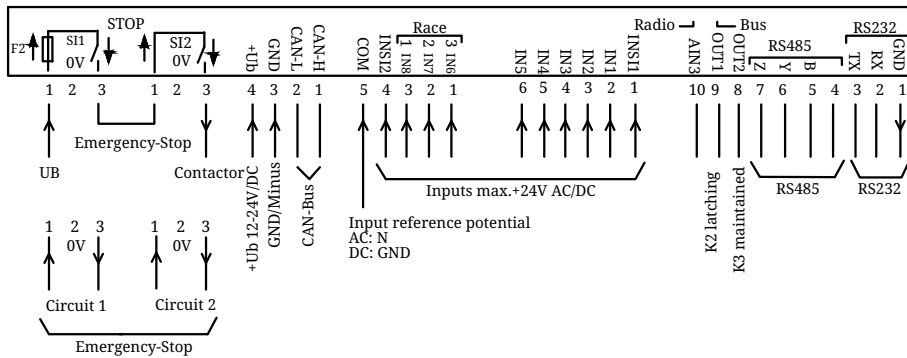 STOP
Radio
Bus
F2
SI1
0V
SI2
0V
+Ub
GND
CAN-L
CAN-H
COM
INSI2
Race
1 IN8
2 IN7
3 IN6
IN5
IN4
IN3
IN2
IN1
INSI1
AIN3
OUT1
OUT2
RS485
Z
Y
B
RS232
TX
RX
GND
1 2 3 1 2 3 4 3 2 1 5 4 3 2 1 6 5 4 3 2 1 10 9 8 7 6 5 4 3 2 1
Emergency-Stop
UB
Contactor
+Ub 12-24V/DC
GND/Minus
CAN-Bus
Inputs max.+24V AC/DC
Input reference potential
AC: N
DC: GND
K2 latching
K3 maintained
RS485
RS232
1 2 3 1 2 3
0V 0V
Circuit 1 Circuit 2
Emergency-Stop